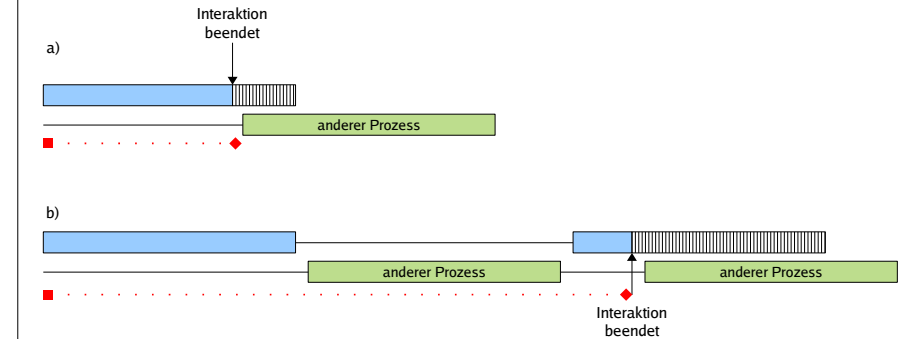 Interaktion
beendet
a)
anderer Prozess
b)
anderer Prozess
anderer Prozess
Interaktion
beendet